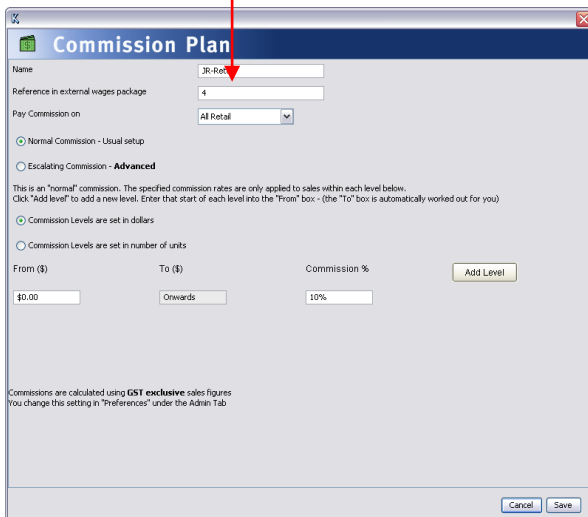 Commission Plan
Name
Reference in external wages package 4
Pay Commission on All Retail
Normal Commission - Usual setup
Escalating Commission - Advanced
This is an "normal" commission. The specified commission rates are only applied to sales within each level below.
Click "Add level" to add a new level. Enter that start of each level into the "From" box - (the "To" box is automatically worked out for you)
Commission Levels are set in dollars
Commission Levels are set in number of units
From ($) To ($) Commission % Add Level
$0.00 Onwards 10%
Commissions are calculated using GST exclusive sales figures
You change this setting in "Preferences" under the Admin Tab
Cancel Save